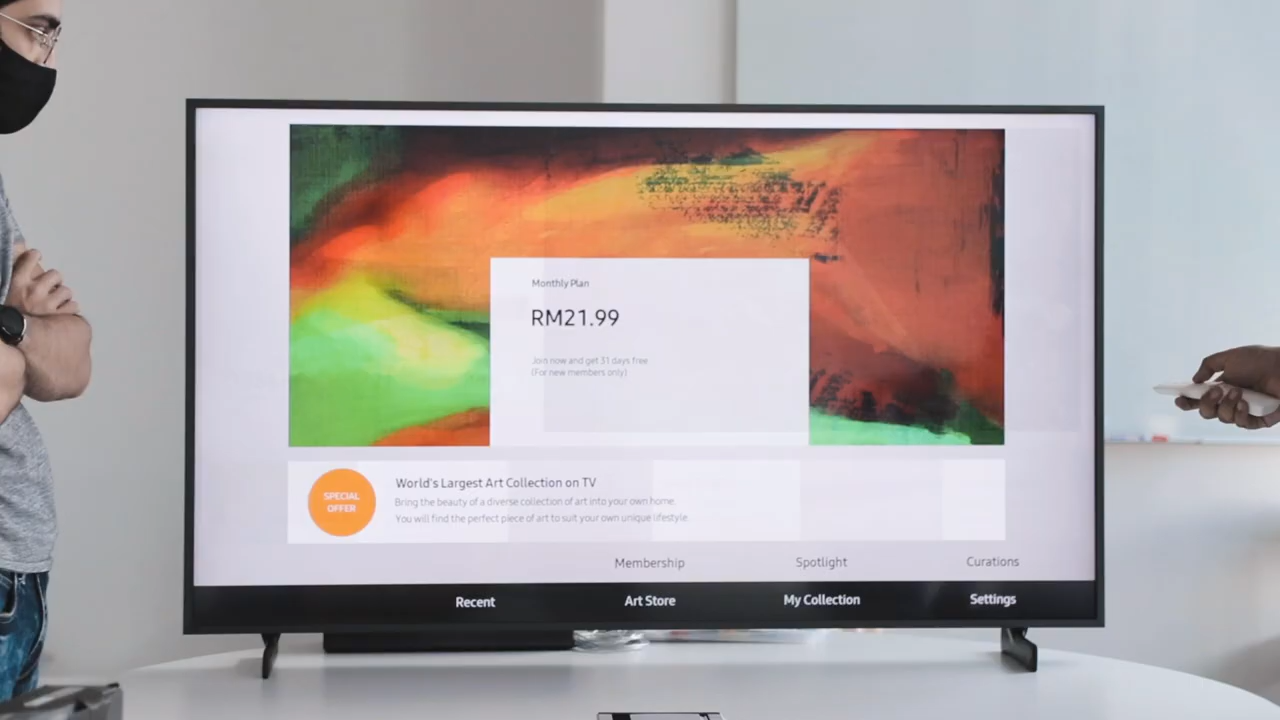 Monthly Plan
RM21.99
Join now and get 31 days free
(For new members only)
SPECIAL
OFFER
World's Largest Art Collection on TV
Bring the beauty of a diverse collection of art into your own home.
You will find the perfect piece of art to suit your own unique lifestyle.
Membership Spotlight Curations
Recent Art Store My Collection Settings